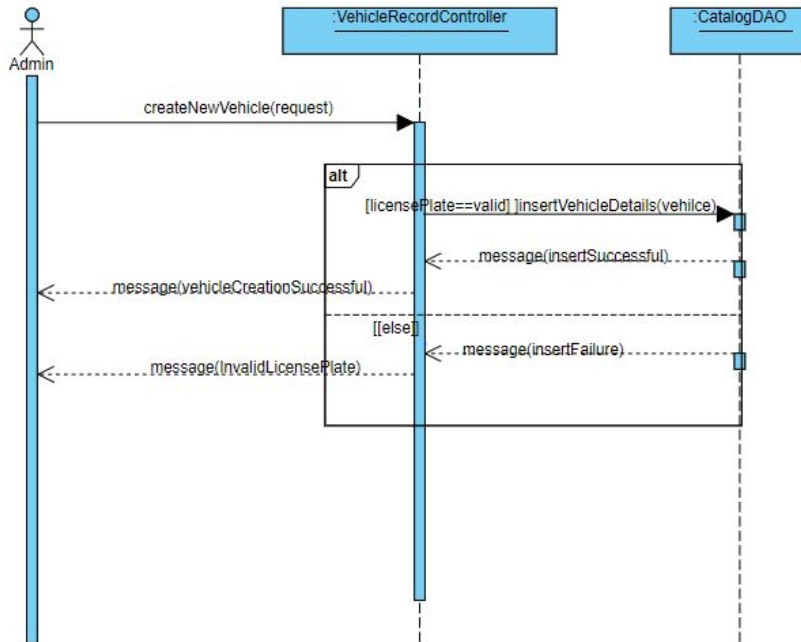 :VehicleRecordController
:CatalogDAO
Admin
createNewVehicle(request)
alt
[licensePlate==valid] ]insertVehicleDetails(vehilce)
message(insertSuccessful)
message(vehicleCreationSuccessful)
[[else]]
message(insertFailure)
message(InvalidLicensePlate)